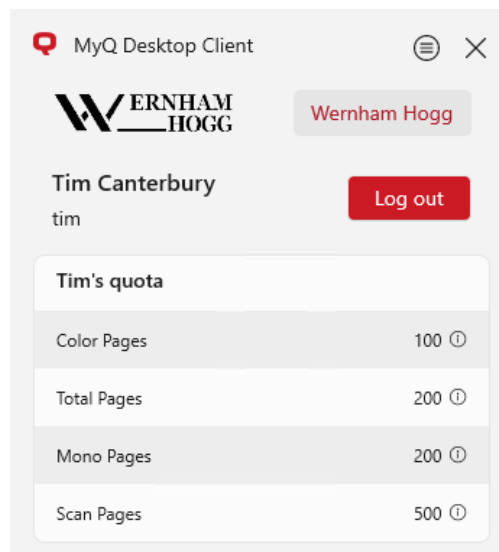 MyQ Desktop Client
WERNHAM
HOGG
Wernham Hogg
Tim Canterbury
tim
Log out
Tim's quota
Color Pages 100
Total Pages 200
Mono Pages 200
Scan Pages 500